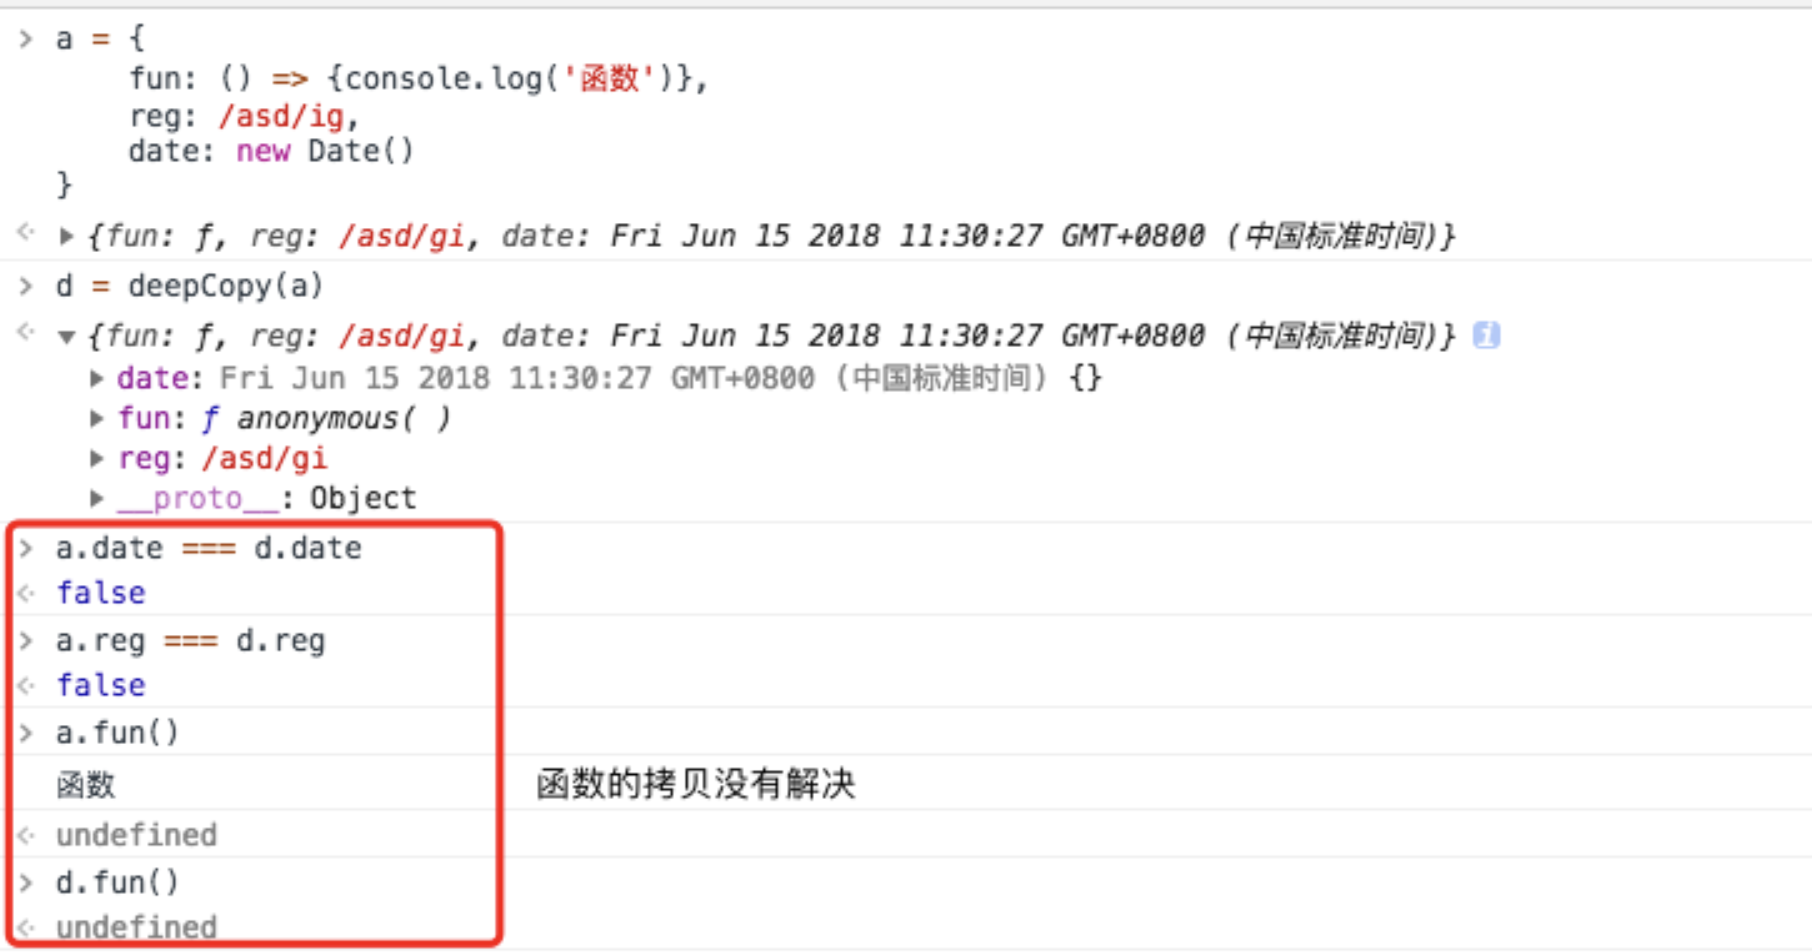 > a = {
fun: () => {console.log('函数')},
reg: /asd/ig,
date: new Date()
}
{fun: ƒ, reg: /asd/gi, date: Fri Jun 15 2018 11:30:27 GMT+0800 (中国标准时间)}
> d = deepCopy(a)
{fun: ƒ, reg: /asd/gi, date: Fri Jun 15 2018 11:30:27 GMT+0800 (中国标准时间)} i
date: Fri Jun 15 2018 11:30:27 GMT+0800 (中国标准时间) {}
fun: ƒ anonymous( )
reg: /asd/gi
__proto__: Object
> a.date === d.date
false
> a.reg === d.reg
false
> a.fun()
函数 函数的拷贝没有解决
undefined
> d.fun()
undefined